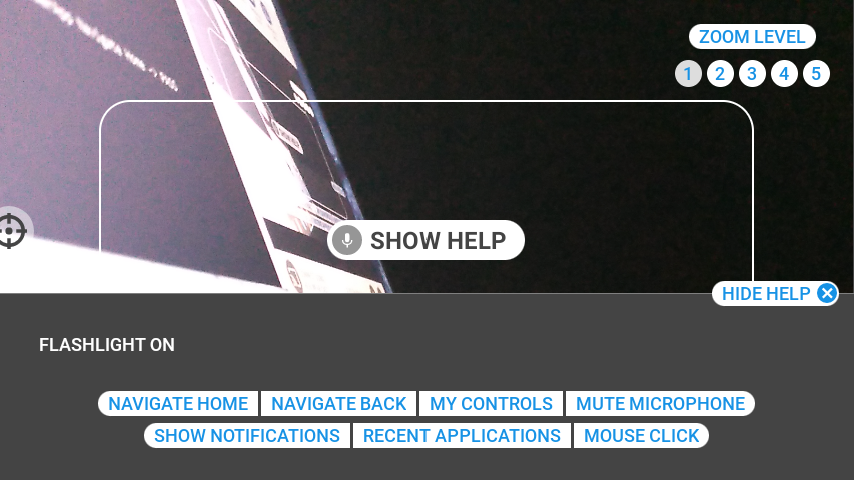 ZOOM LEVEL
1 2 3 4 5
SHOW HELP
HIDE HELP
FLASHLIGHT ON
NAVIGATE HOME NAVIGATE BACK MY CONTROLS MUTE MICROPHONE
SHOW NOTIFICATIONS RECENT APPLICATIONS MOUSE CLICK